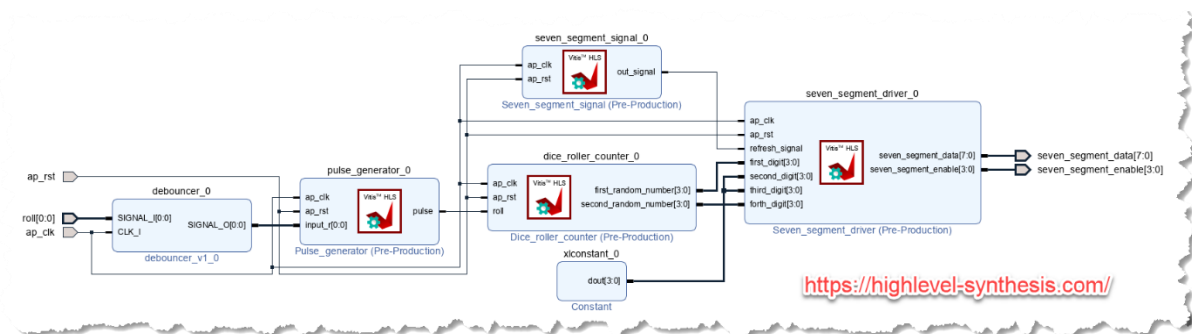 seven_segment_signal_0
ap_clk
ap_rst
Vitis™ HLS
out_signal
Seven_segment_signal (Pre-Production)
seven_segment_driver_0
ap_clk
ap_rst
refresh_signal
first_digit[3:0]
second_digit[3:0]
third_digit[3:0]
forth_digit[3:0]
Vitis™ HLS
seven_segment_data[7:0]
seven_segment_enable[3:0]
Seven_segment_driver (Pre-Production)
seven_segment_data[7:0]
seven_segment_enable[3:0]
dice_roller_counter_0
ap_clk
ap_rst
roll
Vitis™ HLS
first_random_number[3:0]
second_random_number[3:0]
Dice_roller_counter (Pre-Production)
pulse_generator_0
ap_clk
ap_rst
input_r[0:0]
Vitis™ HLS
pulse
Pulse_generator (Pre-Production)
ap_rst
roll[0:0]
ap_clk
debouncer_0
SIGNAL_I[0:0]
CLK_I
SIGNAL_O[0:0]
debouncer_v1_0
xlconstant_0
dout[3:0]
Constant
https://highlevel-synthesis.com/